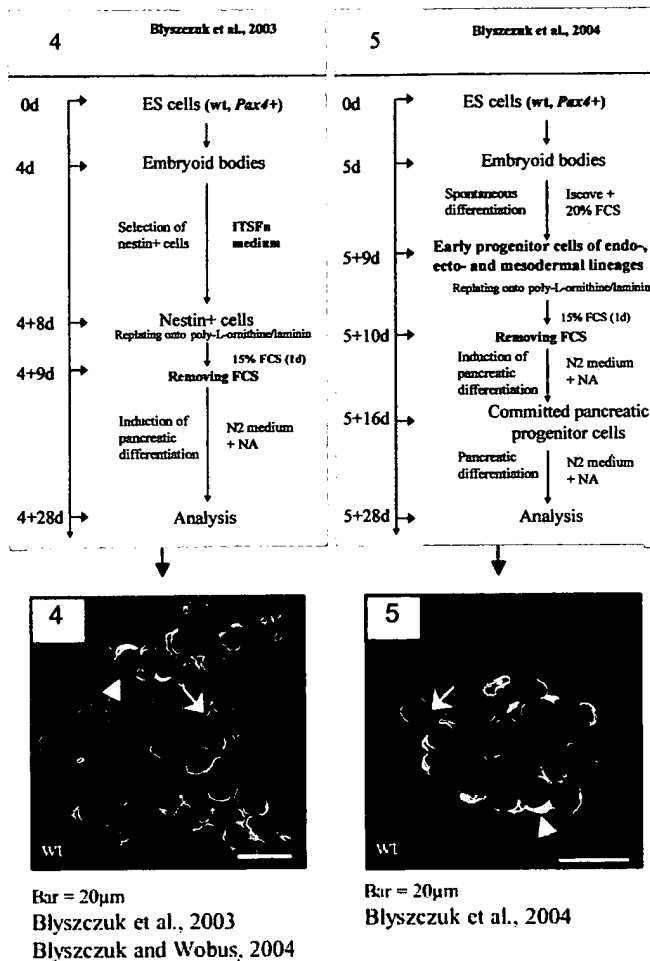 4
Blyszczuk et al., 2003
0d
ES cells (wt, Pax4+)
4d
Embryoid bodies
Selection of
nestin+ cells
ITSFn
medium
4+8d
Nestin+ cells
Replating onto poly-L-ornithine/laminin
15% FCS (1d)
4+9d
Removing FCS
Induction of
pancreatic
differentiation
N2 medium
+ NA
4+28d
Analysis
5
Blyszczuk et al., 2004
0d
ES cells (wt, Pax4+)
5d
Embryoid bodies
Spontaneous
differentiation
Iscove +
20% FCS
5+9d
Early progenitor cells of endo-,
ecto- and mesodermal lineages
Replating onto poly-L-ornithine/laminin
15% FCS (1d)
5+10d
Removing FCS
Induction of
pancreatic
differentiation
N2 medium
+ NA
5+16d
Committed pancreatic
progenitor cells
Pancreatic
differentiation
N2 medium
+ NA
5+28d
Analysis
4
wt
Bar = 20µm
Błyszczuk et al., 2003
Błyszczuk and Wobus, 2004
5
wt
Bar = 20µm
Błyszczuk et al., 2004